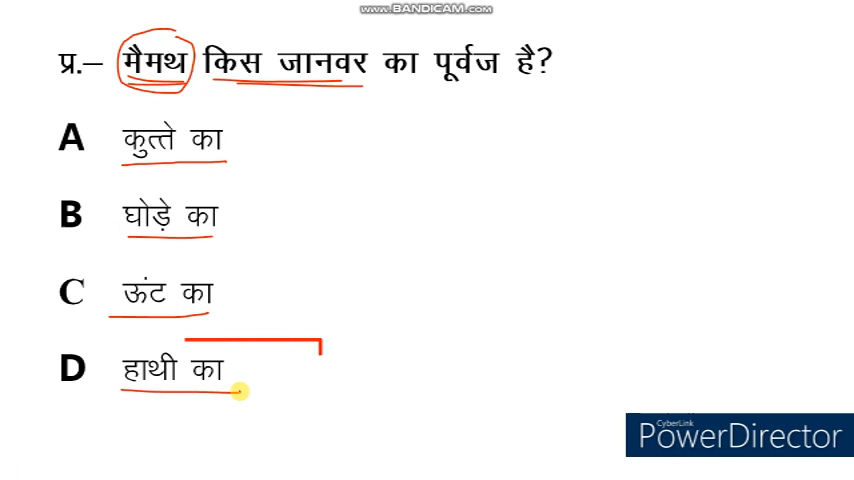 www.BANDICAM.com
प्र.– मैमथ किस जानवर का पूर्वज है?
A कुत्ते का
B घोड़े का
C ऊंट का
D हाथी का
CyberLink
PowerDirector